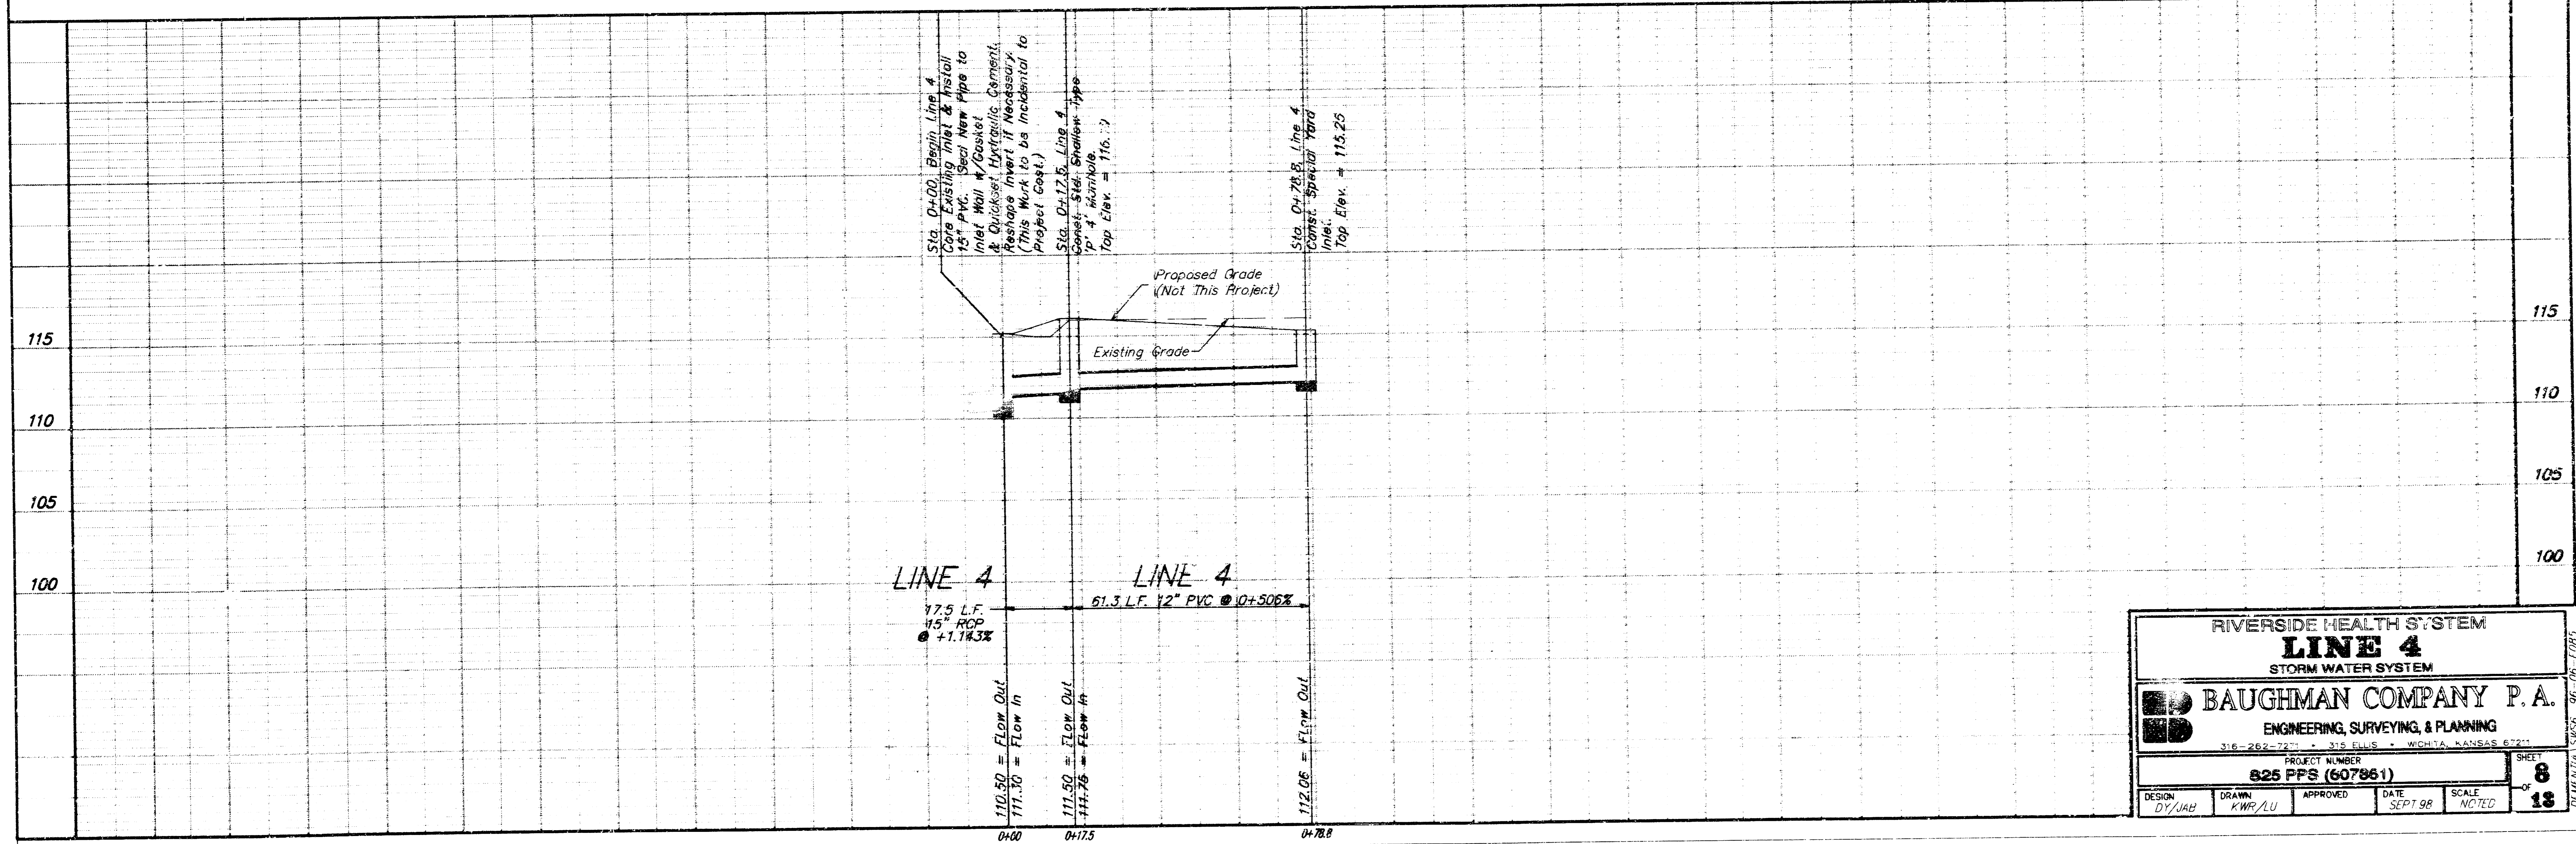 Sta. 0+00, Begin Line 4
Core Existing Inlet & Install
15" PVC. Seal New Pipe to
Inlet Wall w/Gasket
& Quickset Hydraulic Cement.
Reshape Invert if Necessary.
(This Work to be Incidental to
Project Cost.)
Sta. 0+17.5, Line 4
Const. Std. Shallow Type
'P' 4' Manhole.
Top Elev. = 116.
Sta. 0+78.8, Line 4
Const. Special Yard
Inlet.
Top Elev. = 115.25
Proposed Grade
(Not This Project)
Existing Grade
115
110
105
100
115
110
105
100
LINE 4
17.5 L.F.
15" RCP
@ +1.143%
LINE 4
61.3 L.F. 12" PVC @ 0+506%
110.50 = Flow Out
111.30 = Flow In
111.50 = Flow Out
111.75 = Flow In
112.06 = Flow Out
0+00
0+17.5
0+78.8
RIVERSIDE HEALTH SYSTEM
LINE 4
STORM WATER SYSTEM
BAUGHMAN COMPANY P.A.
ENGINEERING, SURVEYING, & PLANNING
316-262-7271 • 315 ELLIS • WICHITA, KANSAS 67211
PROJECT NUMBER
825 PPS (607861)
SHEET
8
OF
13
DESIGN
DY/JAB
DRAWN
KWR/LU
APPROVED
DATE
SEPT 98
SCALE
NOTED